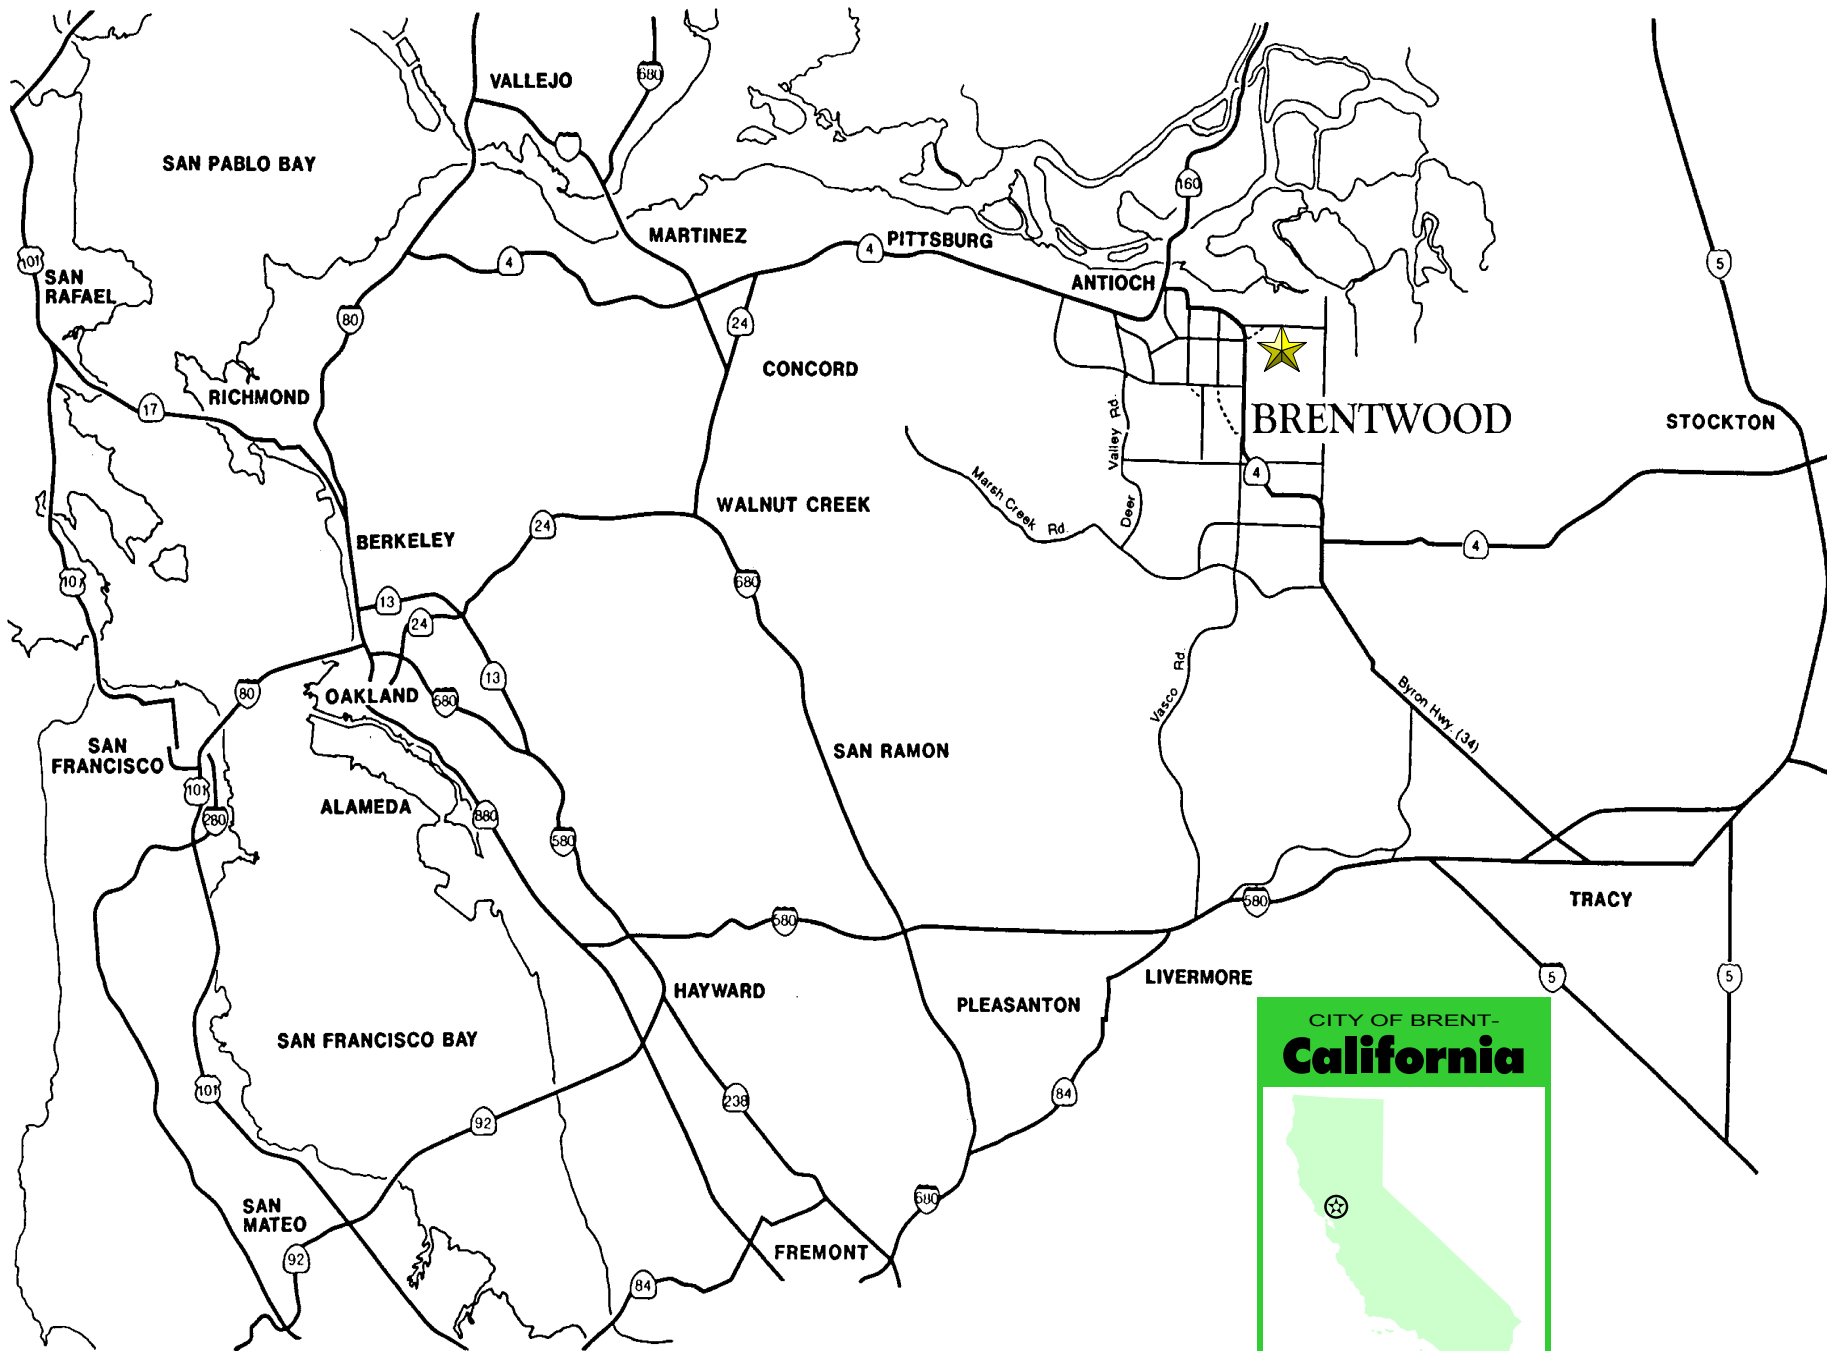 VALLEJO
680
SAN PABLO BAY
160
MARTINEZ
PITTSBURG
4
4
101
SAN
RAFAEL
ANTIOCH
5
80
24
CONCORD
RICHMOND
17
BRENTWOOD
STOCKTON
Valley Rd.
Deer
4
Marsh Creek Rd.
WALNUT CREEK
24
BERKELEY
4
101
680
13
24
13
Vasco Rd.
80
OAKLAND
580
Byron Hwy. (34)
SAN
FRANCISCO
SAN RAMON
101
280
ALAMEDA
880
580
TRACY
580
580
HAYWARD
LIVERMORE
5
5
PLEASANTON
SAN FRANCISCO BAY
101
238
84
92
CITY OF BRENT-
California
SAN
MATEO
680
92
FREMONT
84